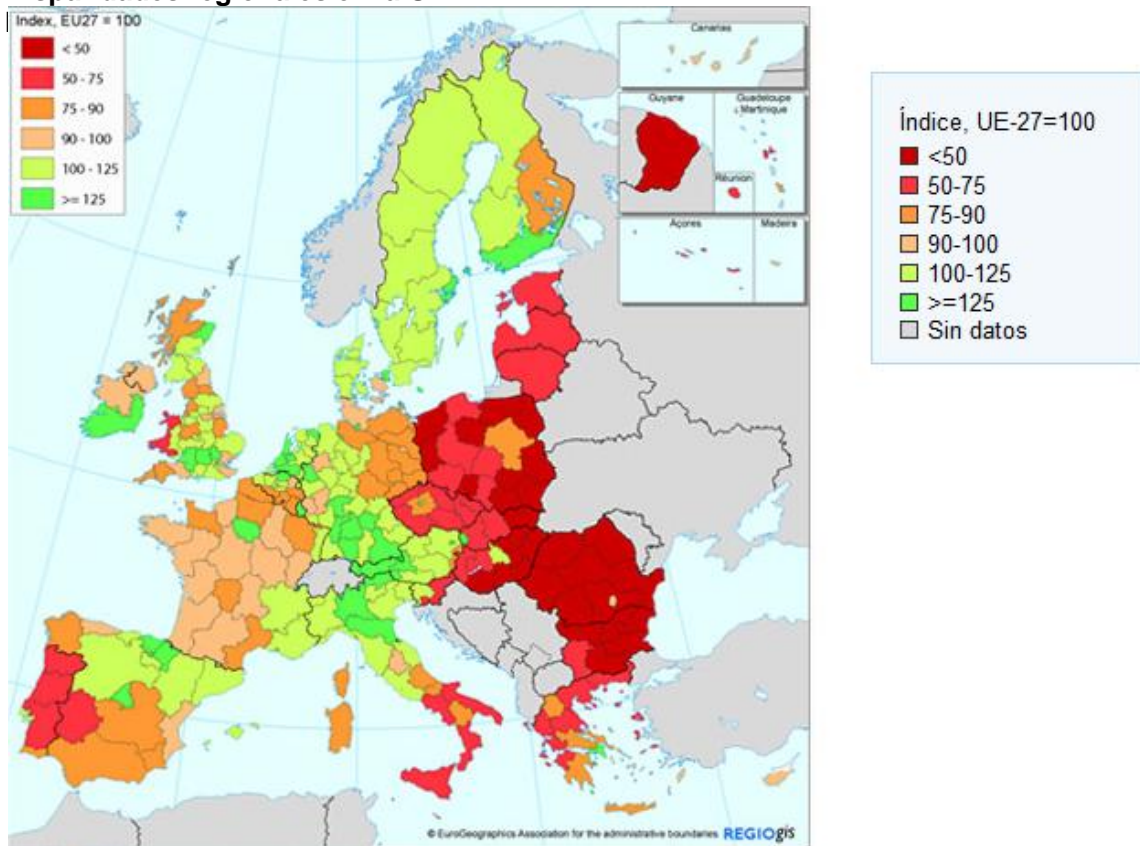 Index, EU27 = 100
< 50
50 - 75
75 - 90
90 - 100
100 - 125
>= 125
Canarias
Guyane
Guadeloupe
Martinique
Réunion
Açores
Madeira
Índice, UE-27=100
<50
50-75
75-90
90-100
100-125
>=125
Sin datos
© EuroGeographics Association for the administrative boundaries
REGIOgis